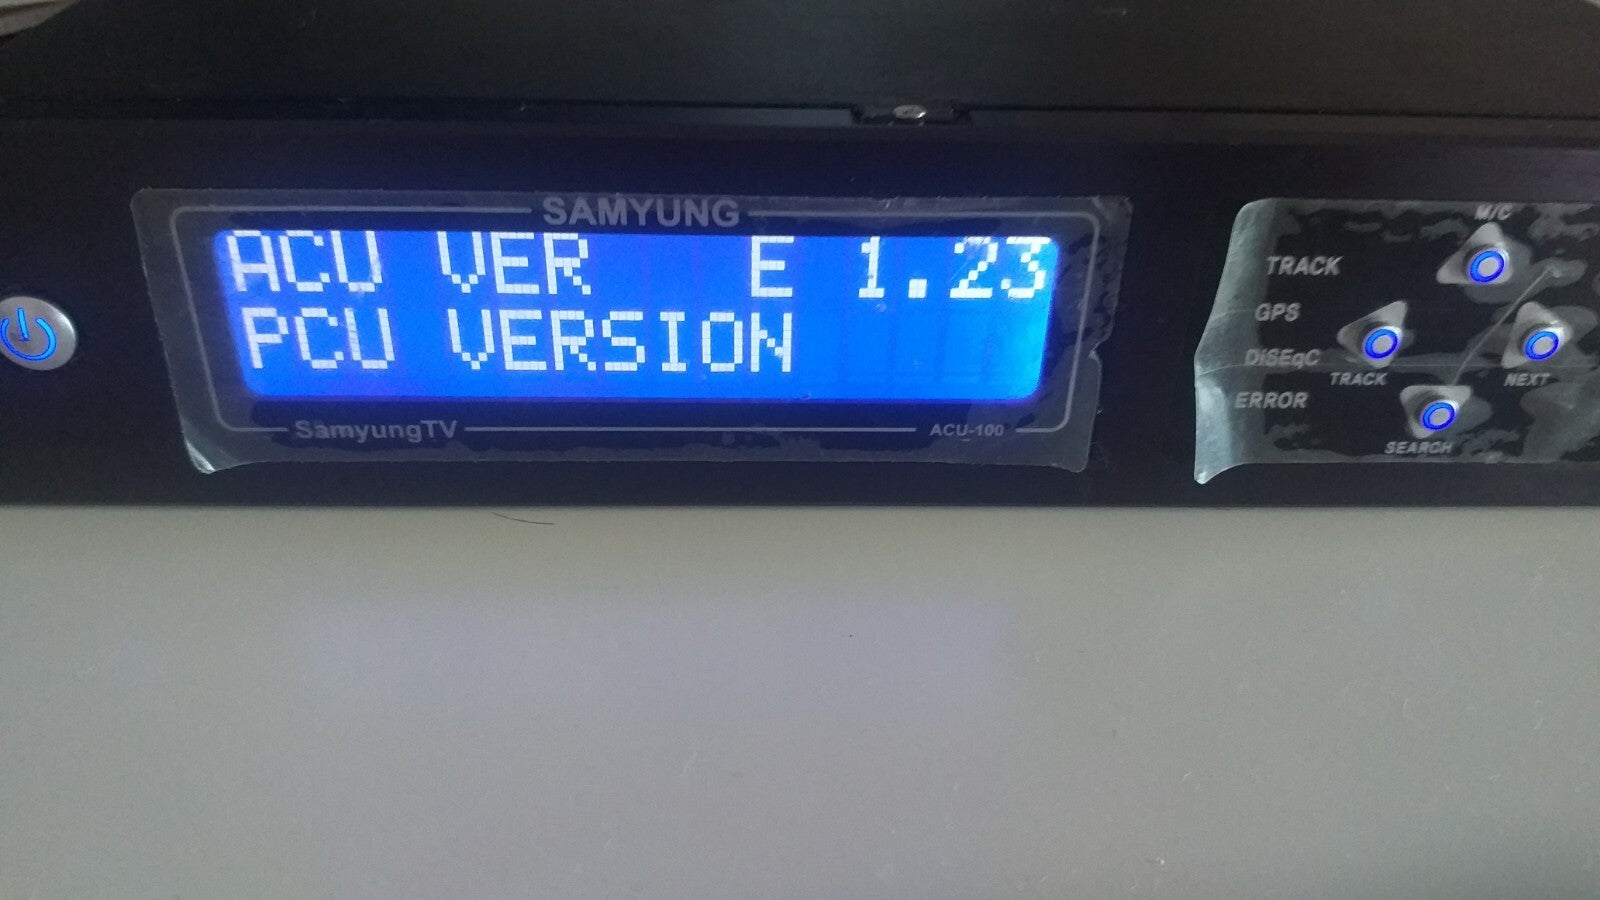 SAMYUNG
ACU VER E 1.23
PCU VERSION
SamyungTV ACU-100
M/C
TRACK
GPS
DiSEqC
TRACK NEXT
ERROR
SEARCH